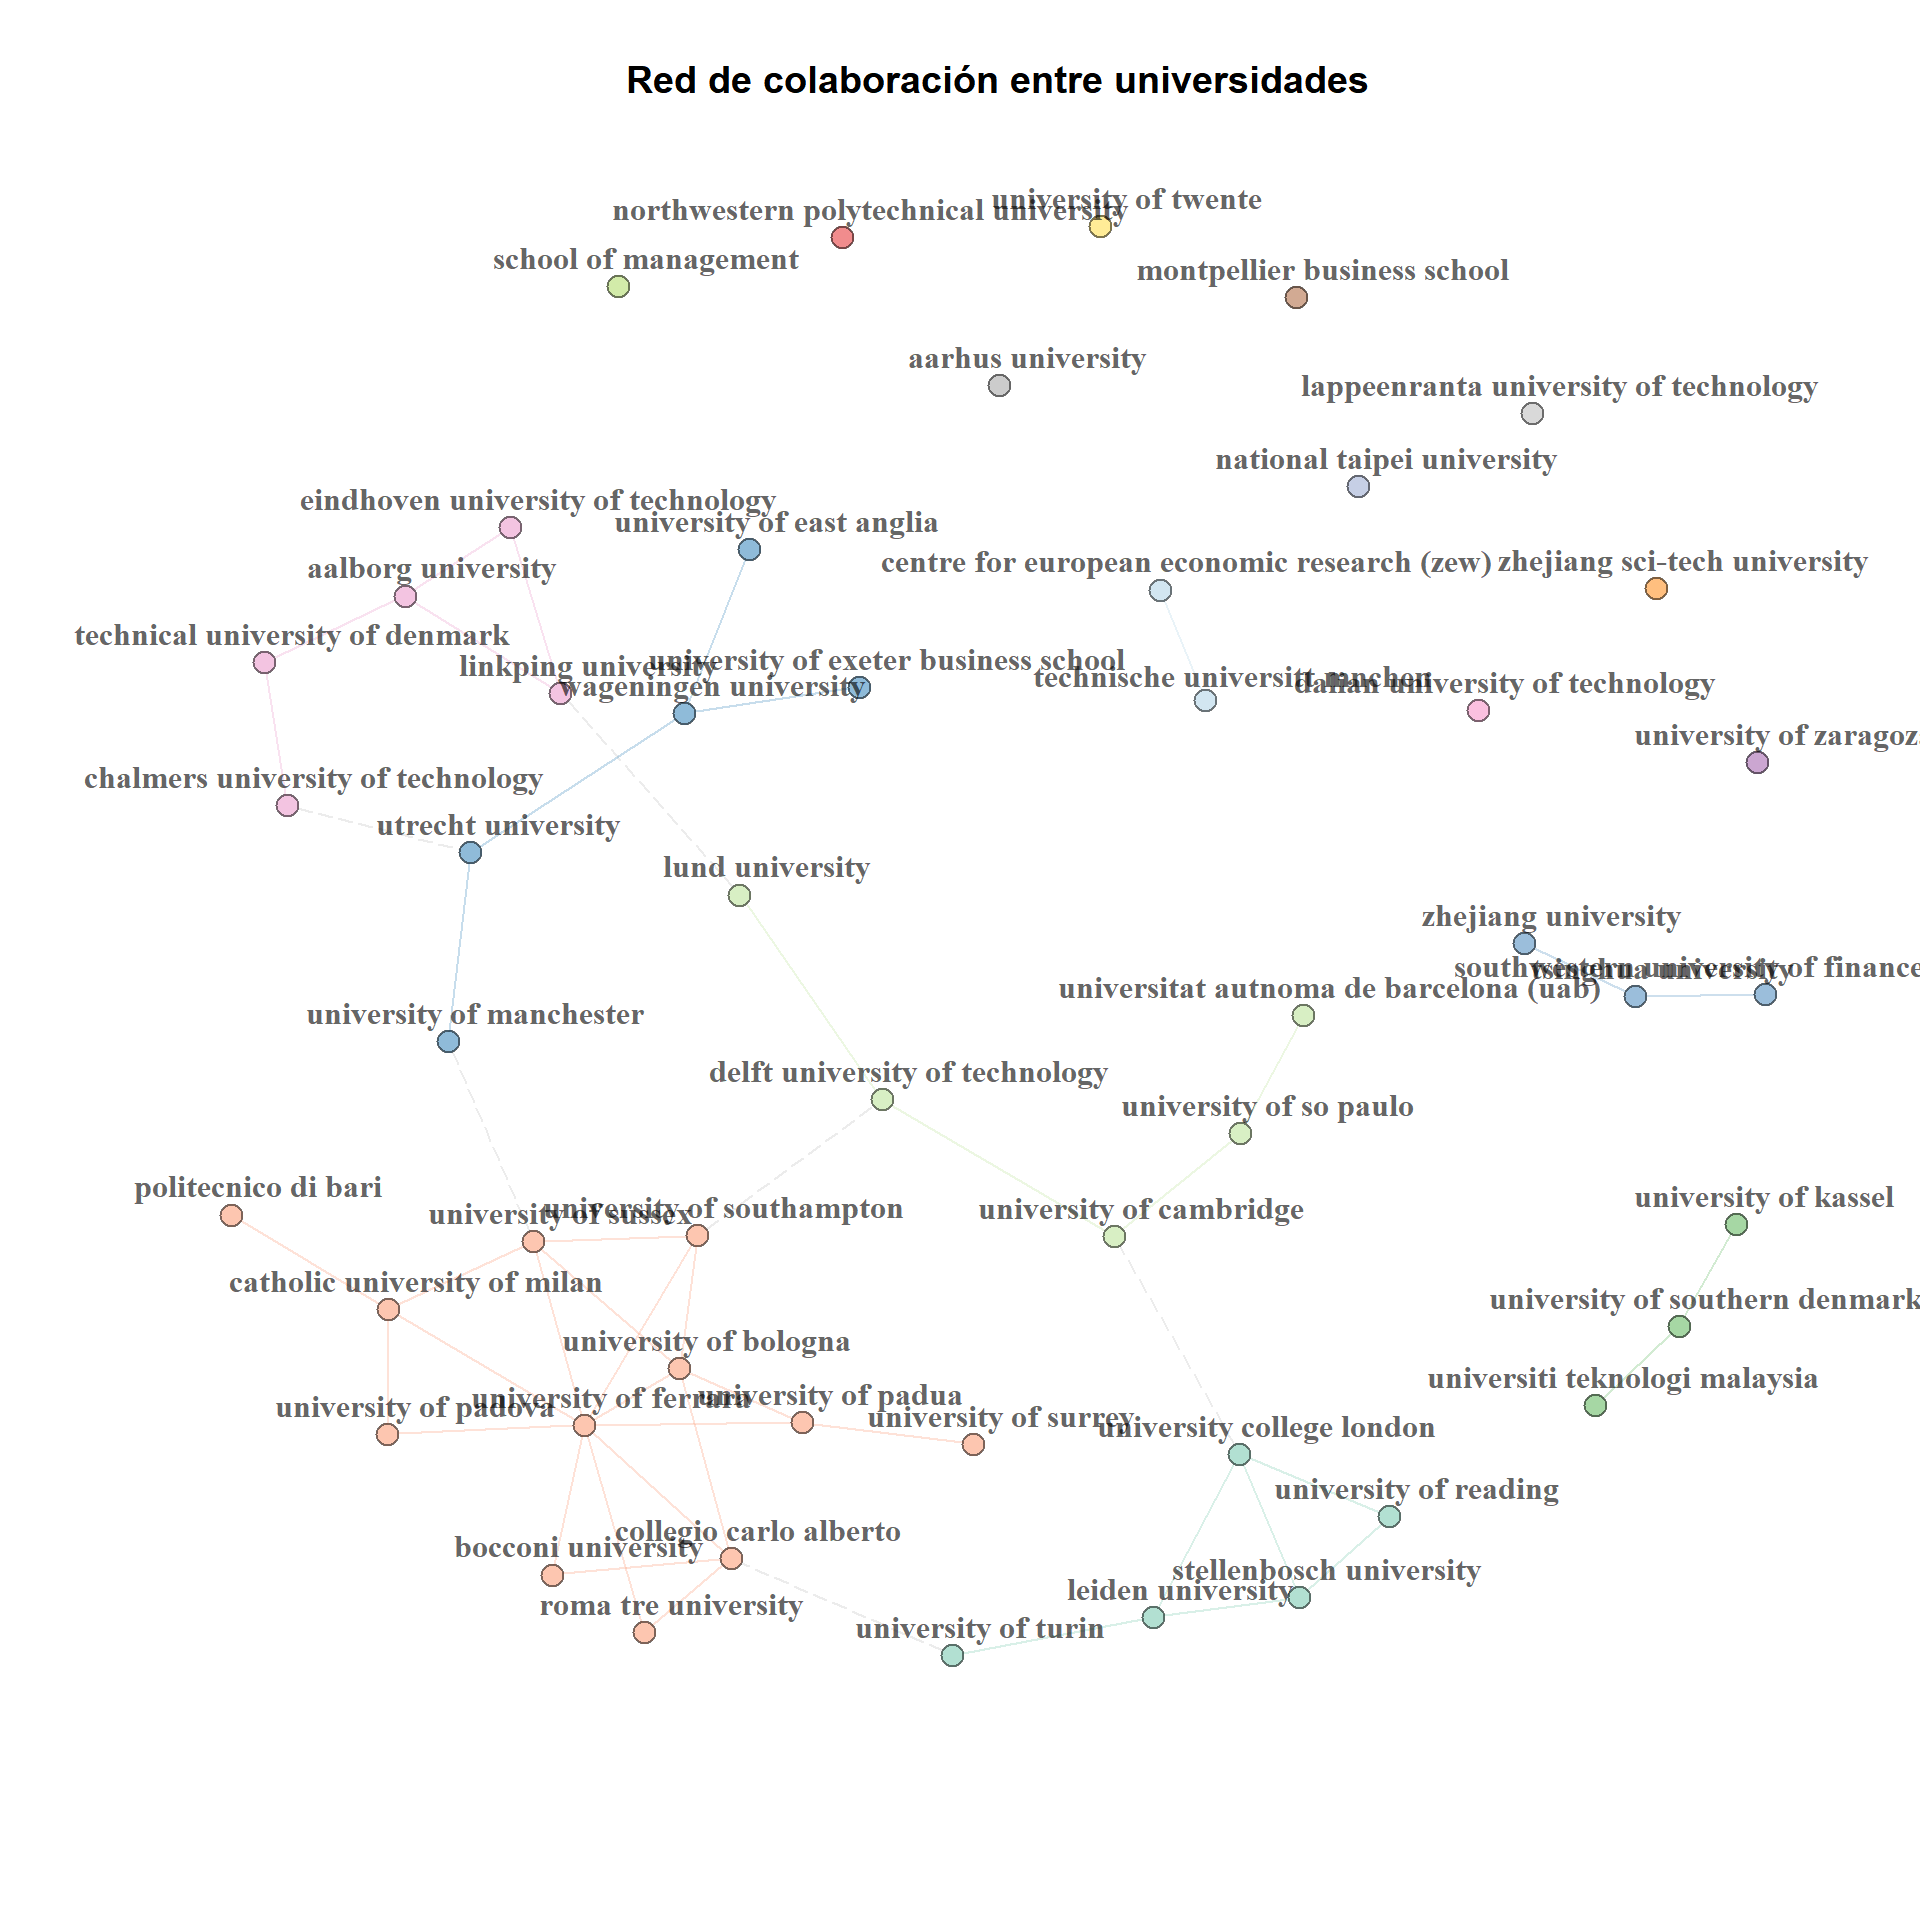 Red de colaboración entre universidades
university of twente
northwestern polytechnical university
school of management
montpellier business school
aarhus university
lappeenranta university of technology
national taipei university
eindhoven university of technology
university of east anglia
centre for european economic research (zew)
zhejiang sci-tech university
aalborg university
technical university of denmark
linkping university
university of exeter business school
wageningen university
technische universitt mnchen
dalian university of technology
university of zaragoza
chalmers university of technology
utrecht university
lund university
zhejiang university
southwestern university of finance
tsinghua university
universitat autnoma de barcelona (uab)
university of manchester
delft university of technology
university of so paulo
politecnico di bari
university of sussex
university of southampton
university of cambridge
university of kassel
catholic university of milan
university of southern denmark
university of bologna
universiti teknologi malaysia
university of padova
university of ferrara
university of padua
university of surrey
university college london
university of reading
collegio carlo alberto
bocconi university
stellenbosch university
leiden university
roma tre university
university of turin